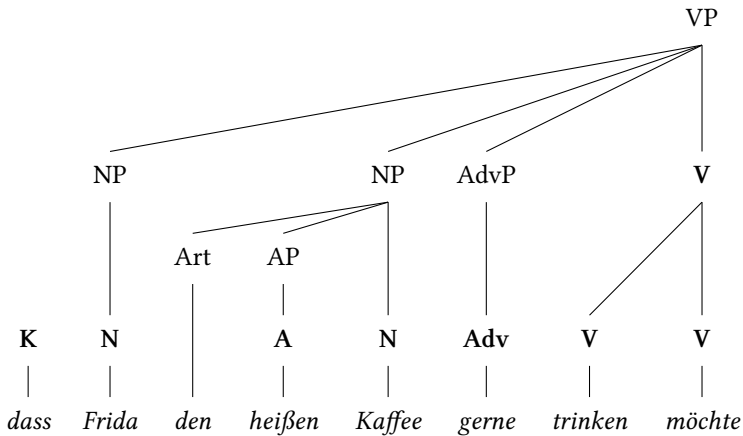 VP
NP NP AdvP V
Art AP
K N A N Adv V V
dass Frida den heißen Kaffee gerne trinken möchte